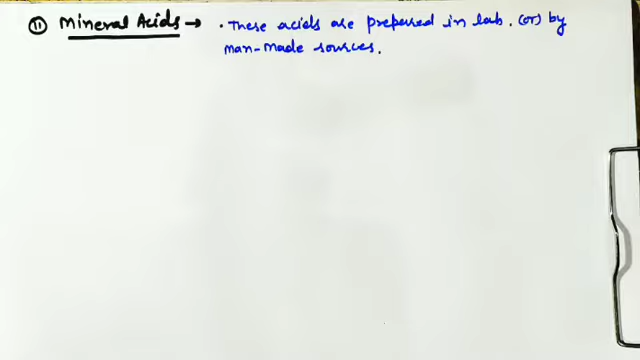 ⑪ Mineral Acids → • These acids are prepared in lab. (or) by
man-made sources.